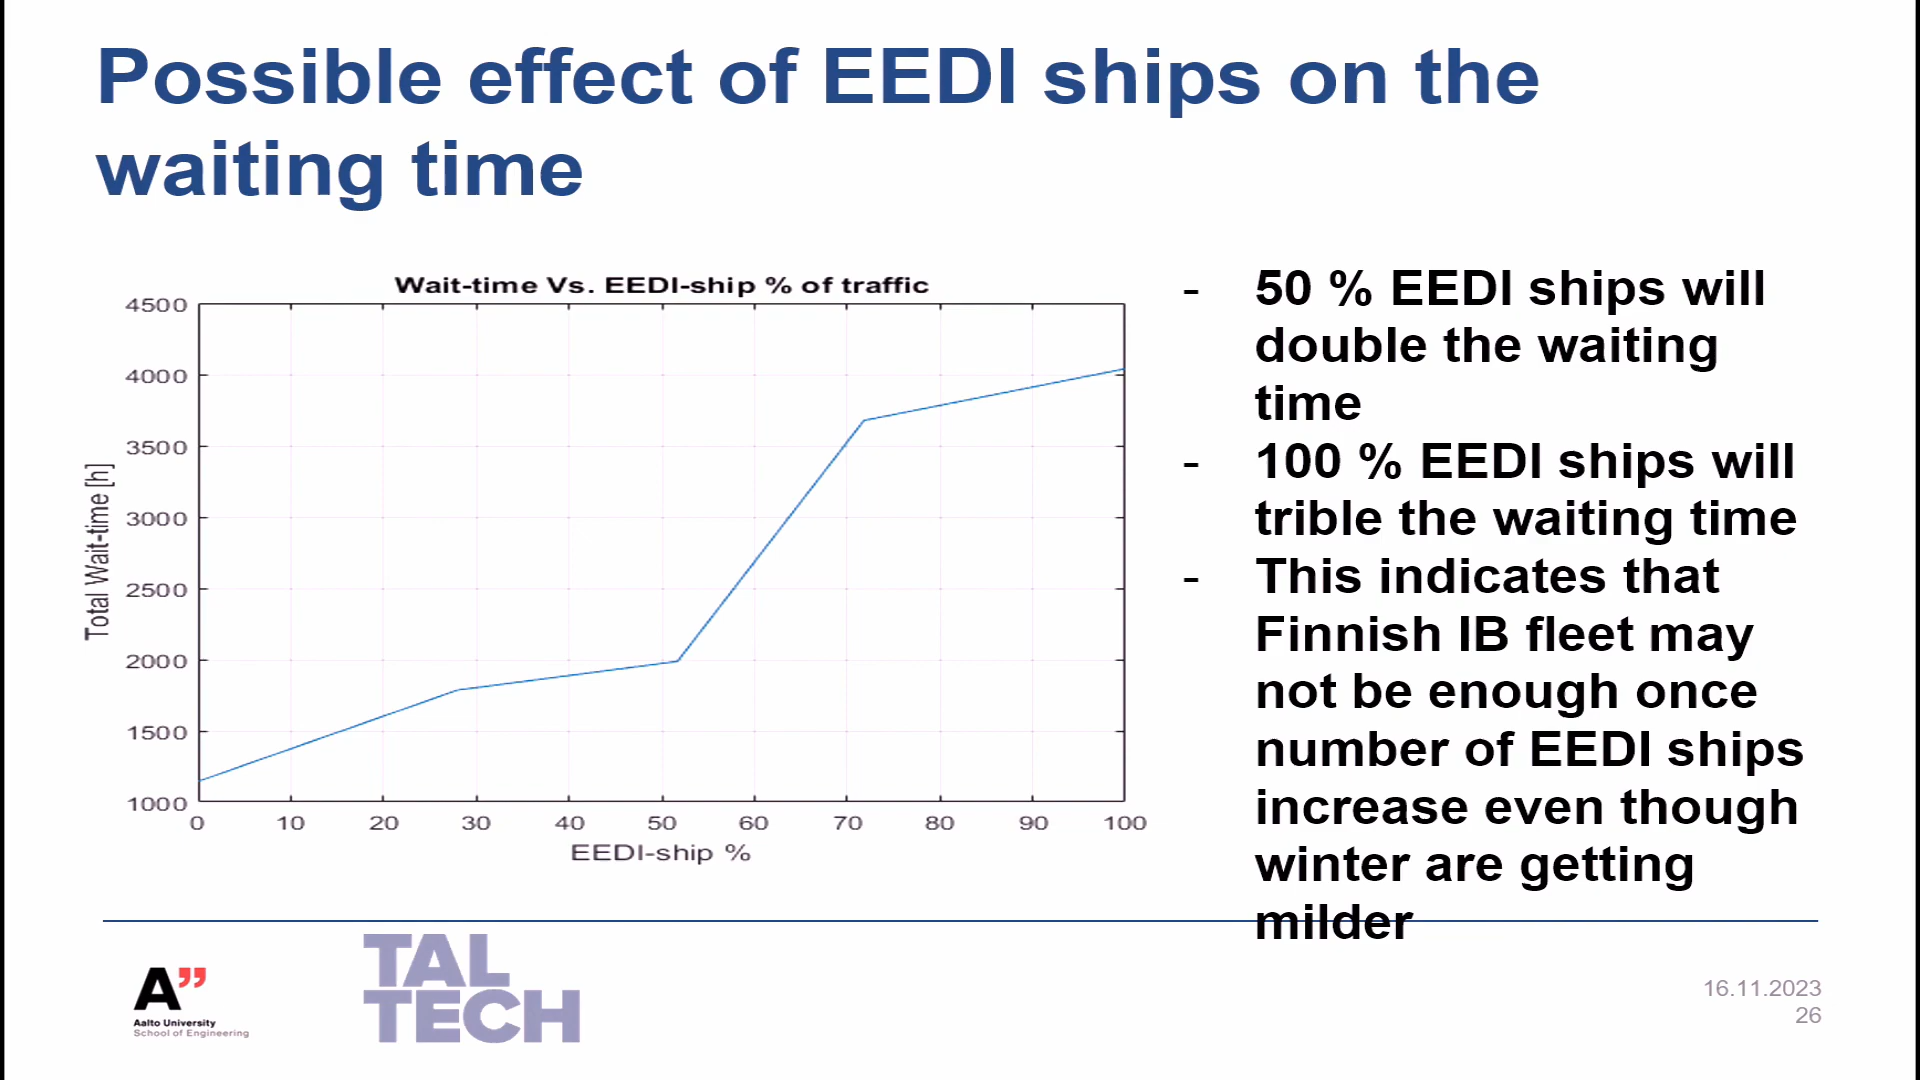 Possible effect of EEDI ships on the
waiting time
Wait-time Vs. EEDI-ship % of traffic
4500
4000
3500
3000
2500
2000
1500
1000
Total Wait-time [h]
0 10 20 30 40 50 60 70 80 90 100
EEDI-ship %
- 50 % EEDI ships will
double the waiting
time
- 100 % EEDI ships will
trible the waiting time
- This indicates that
Finnish IB fleet may
not be enough once
number of EEDI ships
increase even though
winter are getting
milder
A”
Aalto University
School of Engineering
TAL
TECH
16.11.2023
26